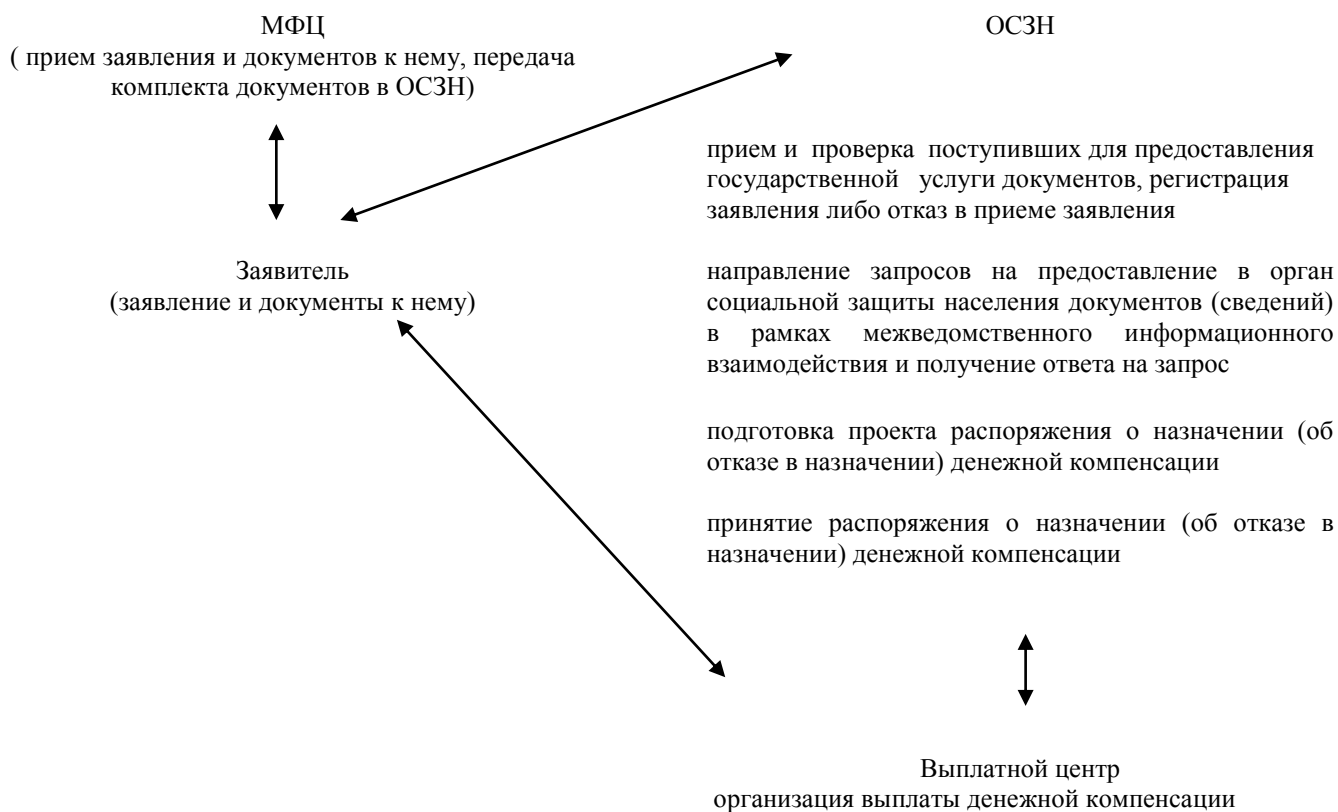 МФЦ
( прием заявления и документов к нему, передача
комплекта документов в ОСЗН)
Заявитель
(заявление и документы к нему)
ОСЗН
прием и проверка поступивших для предоставления
государственной услуги документов, регистрация
заявления либо отказ в приеме заявления
направление запросов на предоставление в орган
социальной защиты населения документов (сведений)
в рамках межведомственного информационного
взаимодействия и получение ответа на запрос
подготовка проекта распоряжения о назначении (об
отказе в назначении) денежной компенсации
принятие распоряжения о назначении (об отказе в
назначении) денежной компенсации
Выплатной центр
организация выплаты денежной компенсации